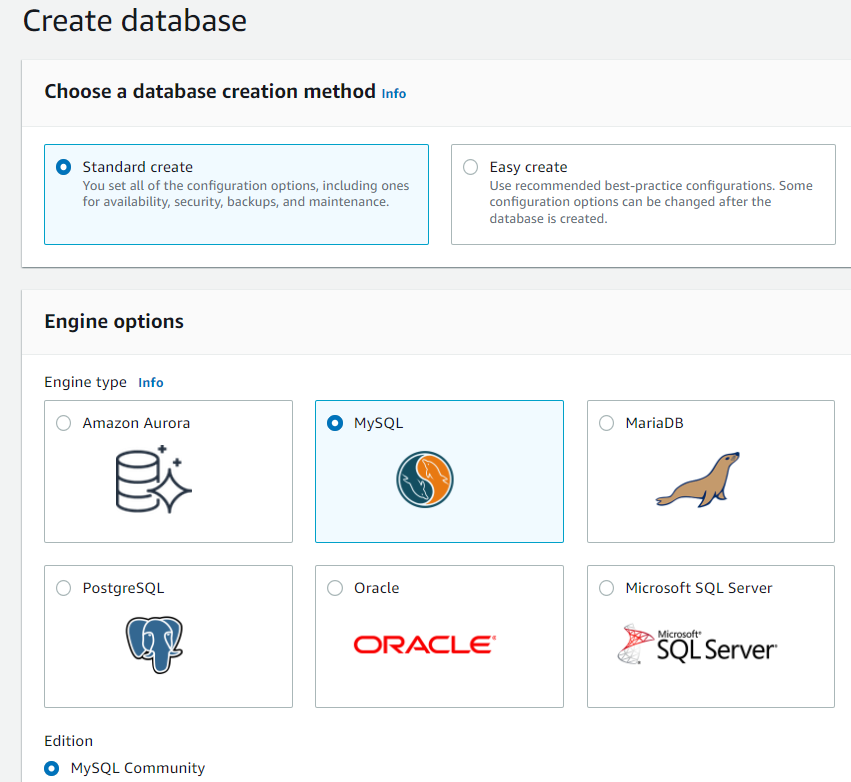 Create database
Choose a database creation method Info
Standard create
You set all of the configuration options, including ones
for availability, security, backups, and maintenance.
Easy create
Use recommended best-practice configurations. Some
configuration options can be changed after the
database is created.
Engine options
Engine type Info
Amazon Aurora
MySQL
MariaDB
PostgreSQL
Oracle
ORACLE®
Microsoft SQL Server
Microsoft®
SQL Server®
Edition
MySQL Community